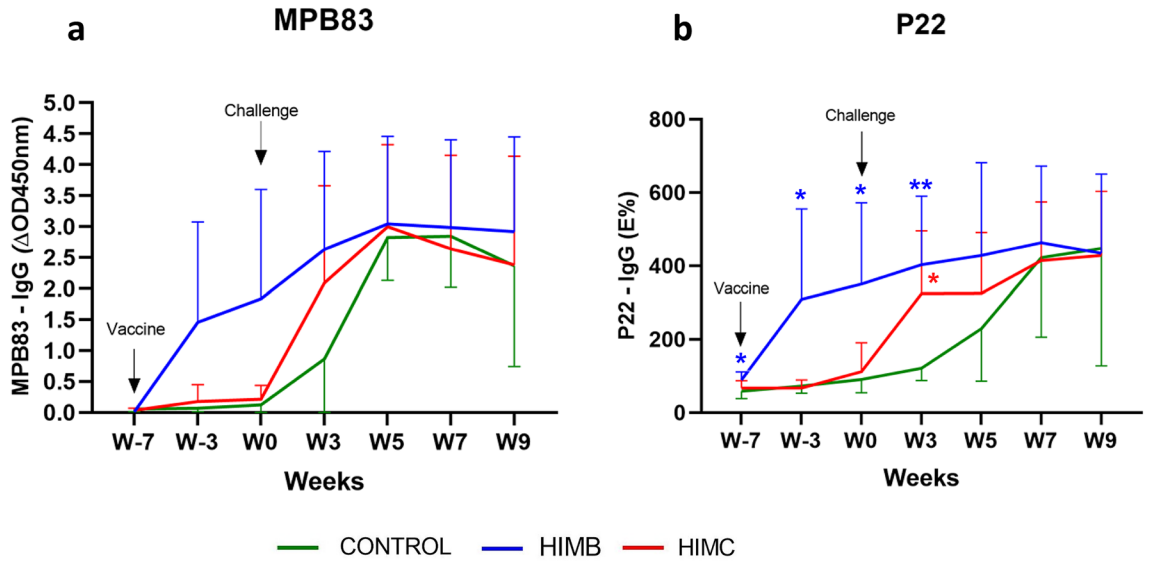 a
MPB83
MPB83 - IgG (ΔOD450nm)
5.0
4.5
4.0
3.5
3.0
2.5
2.0
1.5
1.0
0.5
0.0
Challenge
Vaccine
W-7 W-3 W0 W3 W5 W7 W9
Weeks
b
P22
P22 - IgG (E%)
800
600
400
200
0
Challenge
Vaccine
*
*
*
**
*
W-7 W-3 W0 W3 W5 W7 W9
Weeks
CONTROL HIMB HIMC